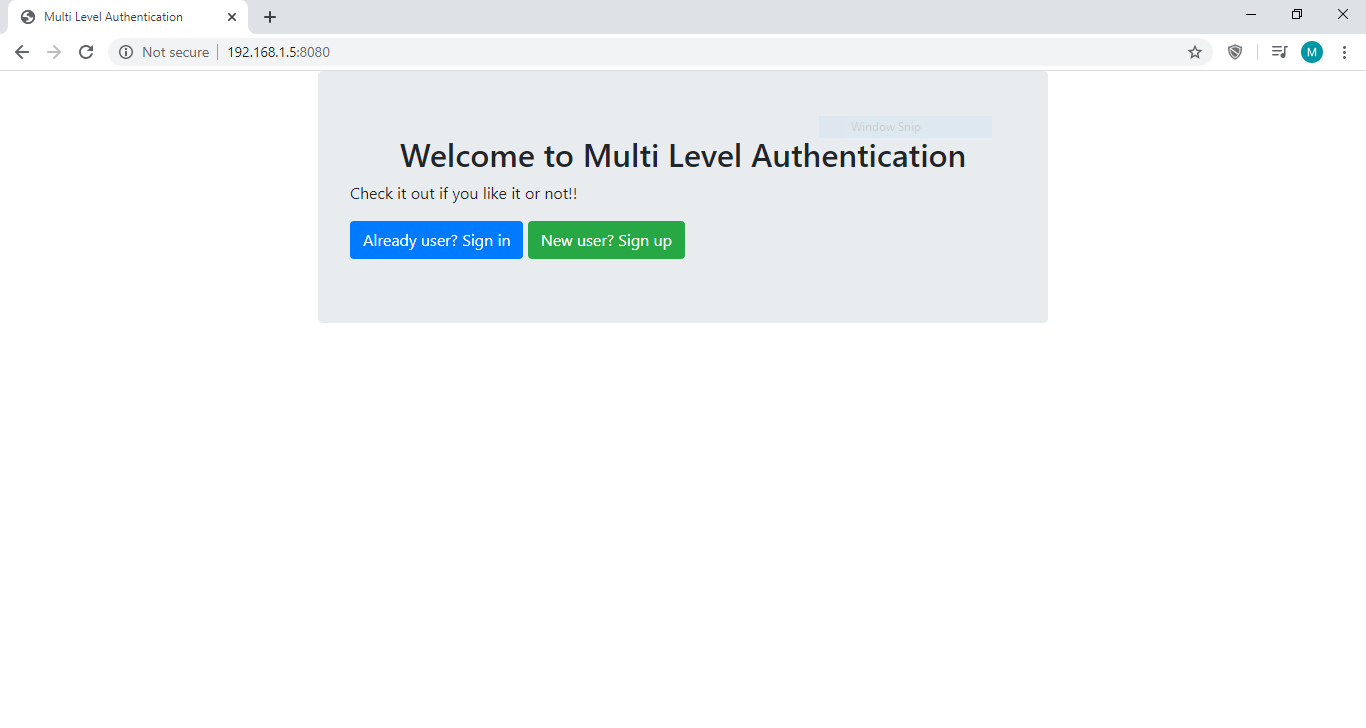 Multi Level Authentication
Not secure
192.168.1.5:8080
M
Window Snip
Welcome to Multi Level Authentication
Check it out if you like it or not!!
Already user? Sign in
New user? Sign up